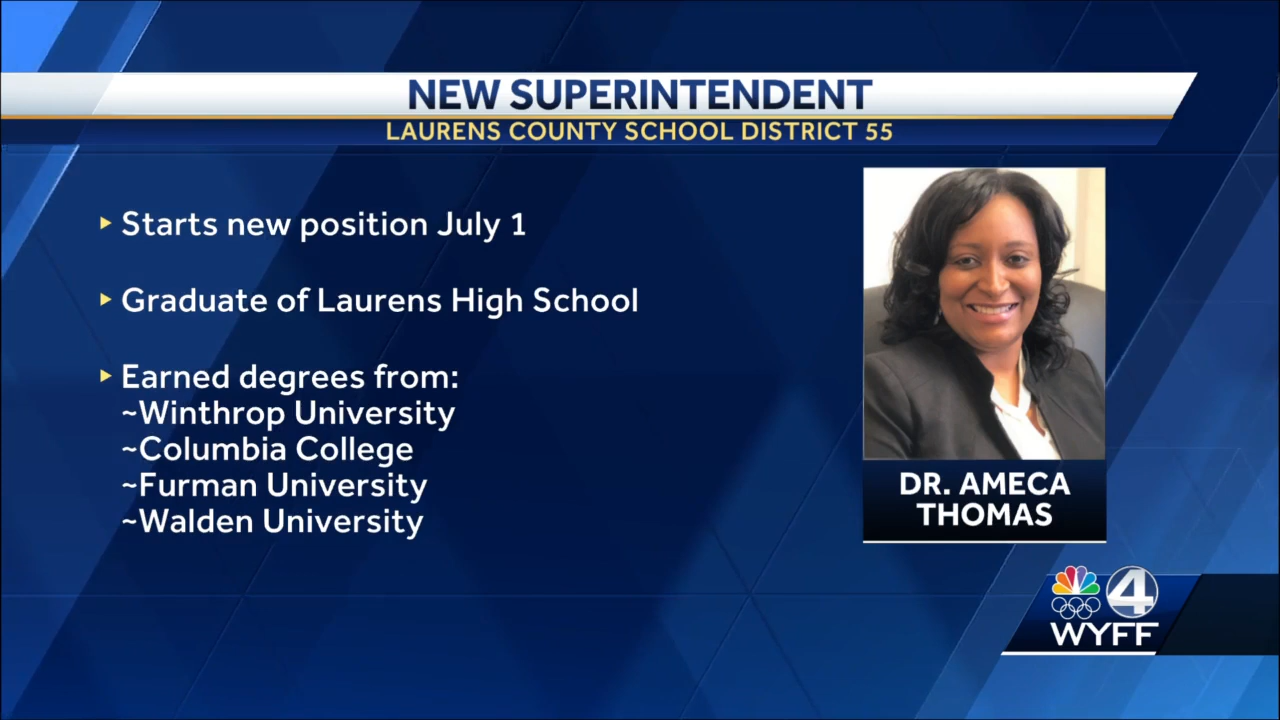 NEW SUPERINTENDENT
LAURENS COUNTY SCHOOL DISTRICT 55
▸ Starts new position July 1
▸ Graduate of Laurens High School
▸ Earned degrees from:
~Winthrop University
~Columbia College
~Furman University
~Walden University
DR. AMECA
THOMAS
4
WYFF